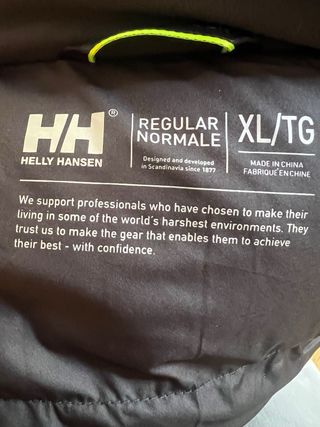 HH®
HELLY HANSEN
REGULAR
NORMALE
Designed and developed
in Scandinavia since 1877
XL/TG
MADE IN CHINA
FABRIQUÉ EN CHINE
We support professionals who have chosen to make their
living in some of the world´s harshest environments. They
trust us to make the gear that enables them to achieve
their best - with confidence.